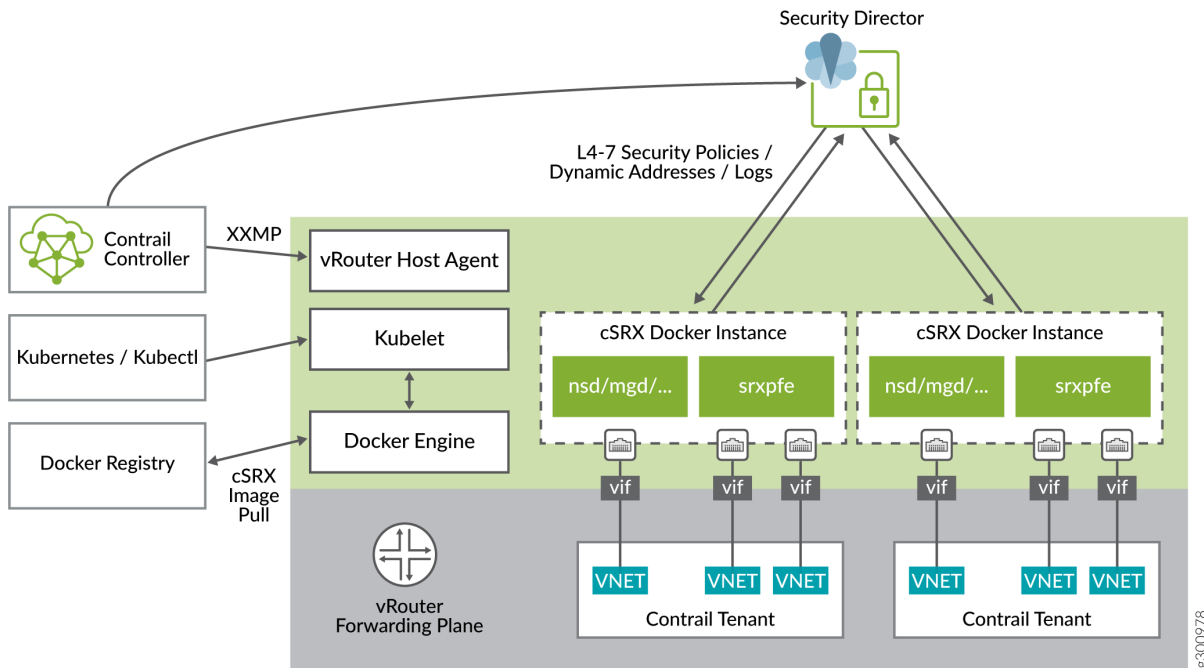 Security Director
L4-7 Security Policies /
Dynamic Addresses / Logs
Contrail
Controller
XXMP
vRouter Host Agent
Kubernetes / Kubectl
Kubelet
Docker Registry
cSRX
Image
Pull
Docker Engine
cSRX Docker Instance
nsd/mgd/...
srxpfe
cSRX Docker Instance
nsd/mgd/...
srxpfe
vif
vif
vif
vif
vif
vif
vRouter
Forwarding Plane
VNET
VNET
VNET
Contrail Tenant
VNET
VNET
VNET
Contrail Tenant